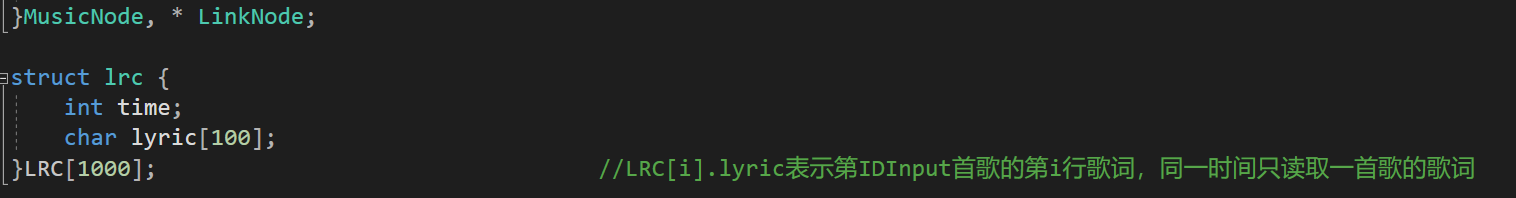 }MusicNode, * LinkNode;
struct lrc {
int time;
char lyric[100];
}LRC[1000]; //LRC[i].lyric表示第IDInput首歌的第i行歌词，同一时间只读取一首歌的歌词